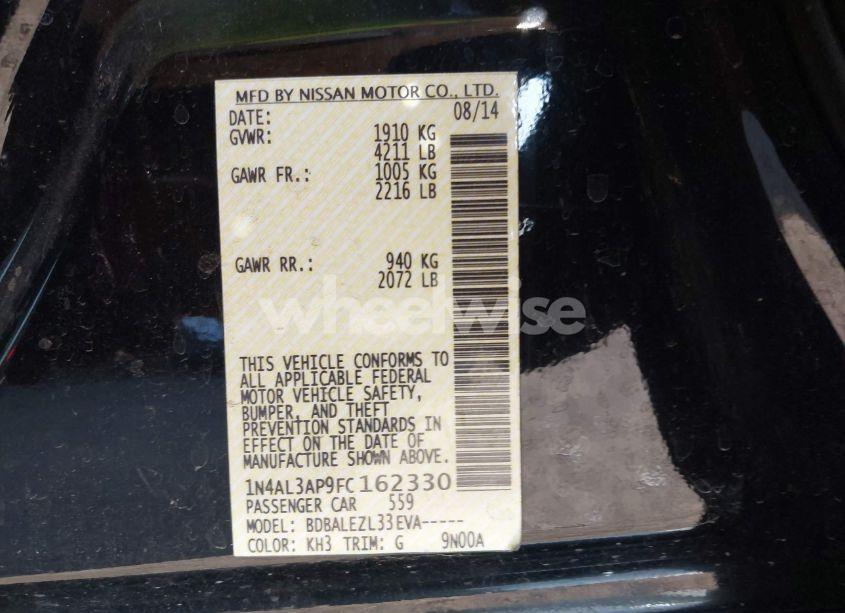 MFD BY NISSAN MOTOR CO., LTD.
DATE: 08/14
GVWR: 1910 KG
4211 LB
GAWR FR.: 1005 KG
2216 LB
GAWR RR.: 940 KG
2072 LB
wheelwise
THIS VEHICLE CONFORMS TO
ALL APPLICABLE FEDERAL
MOTOR VEHICLE SAFETY,
BUMPER, AND THEFT
PREVENTION STANDARDS IN
EFFECT ON THE DATE OF
MANUFACTURE SHOWN ABOVE.
1N4AL3AP9FC162330
PASSENGER CAR 559
MODEL: BDBALEZL33EVA-----
COLOR: KH3 TRIM: G 9N00A